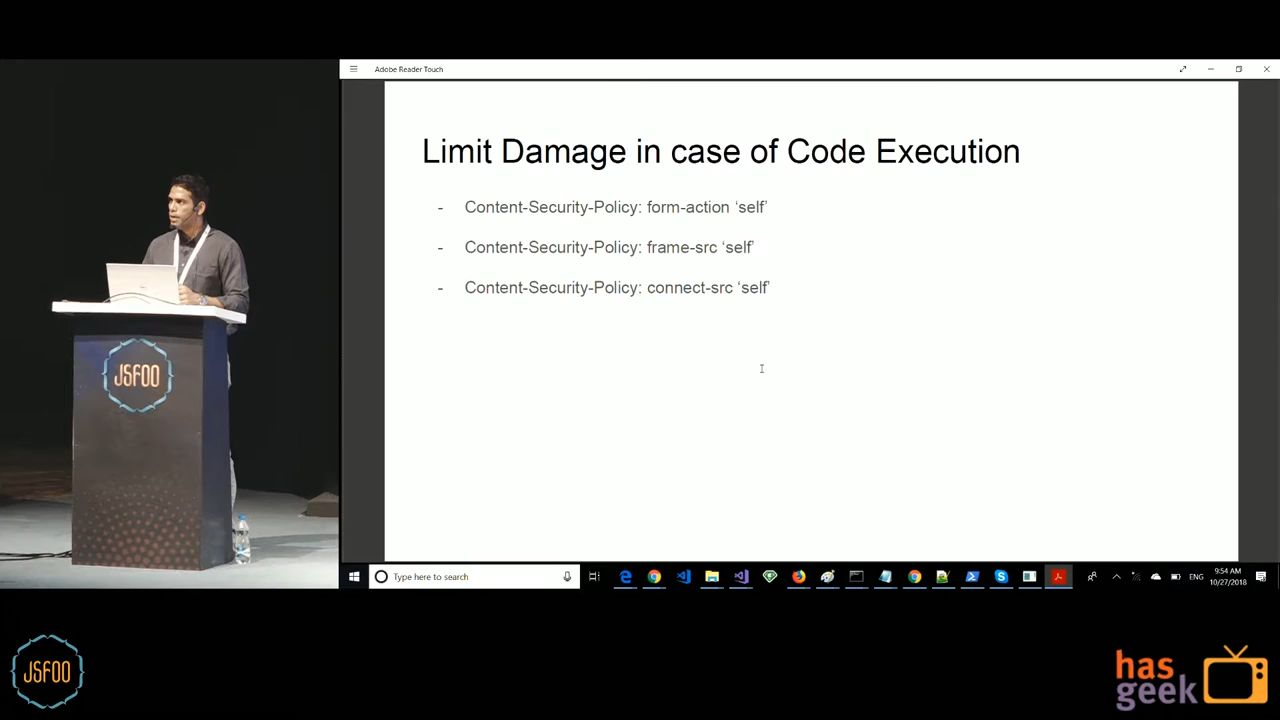 Adobe Reader Touch
Limit Damage in case of Code Execution
- Content-Security-Policy: form-action ‘self’
- Content-Security-Policy: frame-src ‘self’
- Content-Security-Policy: connect-src ‘self’
JSFOO
Type here to search
ENG
9:54 AM
10/27/2018
JSFOO
has
geek